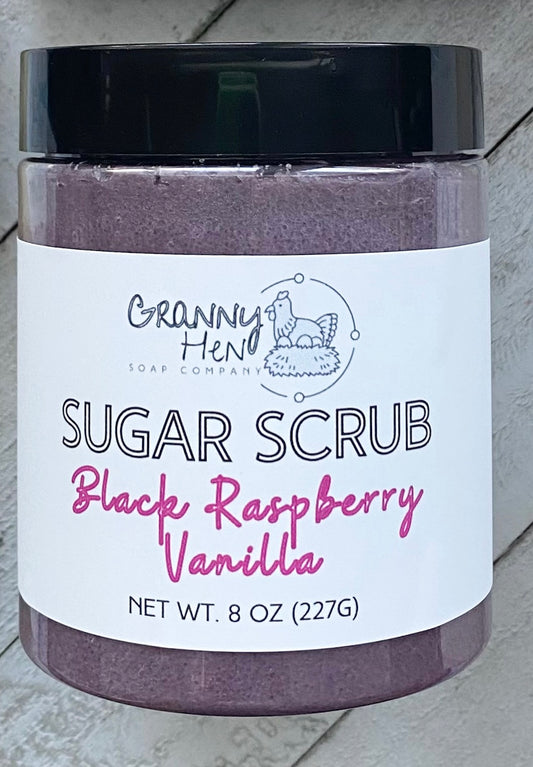 GRANNY
HEN
SOAP COMPANY
SUGAR SCRUB
Black Raspberry
Vanilla
NET WT. 8 OZ (227G)